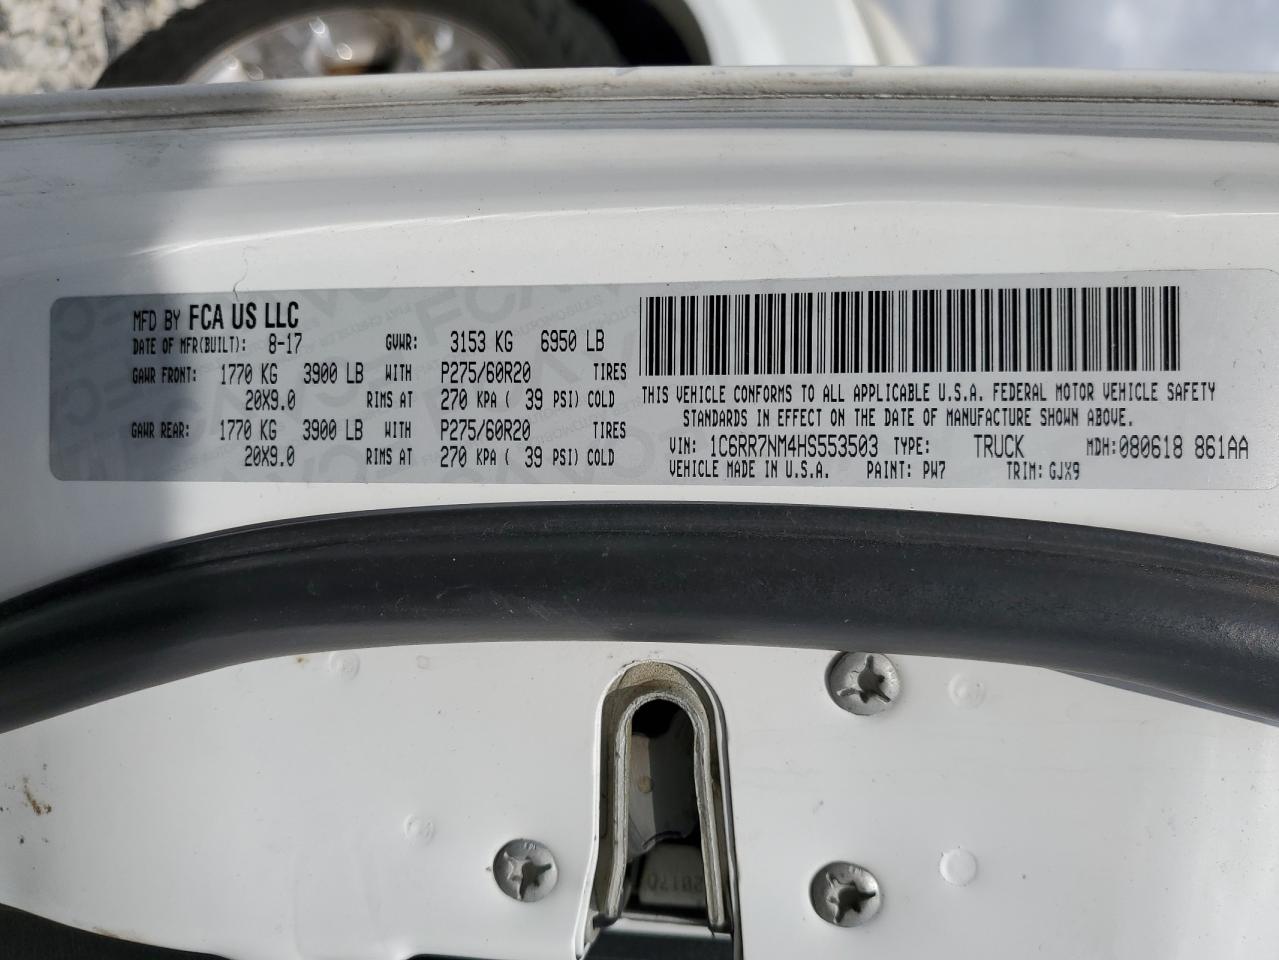 MFD BY FCA US LLC
DATE OF MFR(BUILT): 8-17 GVWR: 3153 KG 6950 LB
GAWR FRONT: 1770 KG 3900 LB WITH P275/60R20 TIRES
20X9.0 RIMS AT 270 KPA ( 39 PSI) COLD
GAWR REAR: 1770 KG 3900 LB WITH P275/60R20 TIRES
20X9.0 RIMS AT 270 KPA ( 39 PSI) COLD
THIS VEHICLE CONFORMS TO ALL APPLICABLE U.S.A. FEDERAL MOTOR VEHICLE SAFETY
STANDARDS IN EFFECT ON THE DATE OF MANUFACTURE SHOWN ABOVE.
VIN: 1C6RR7NM4HS553503 TYPE: TRUCK MDH:080618 861AA
VEHICLE MADE IN U.S.A. PAINT: PW7 TRIM: GJX9